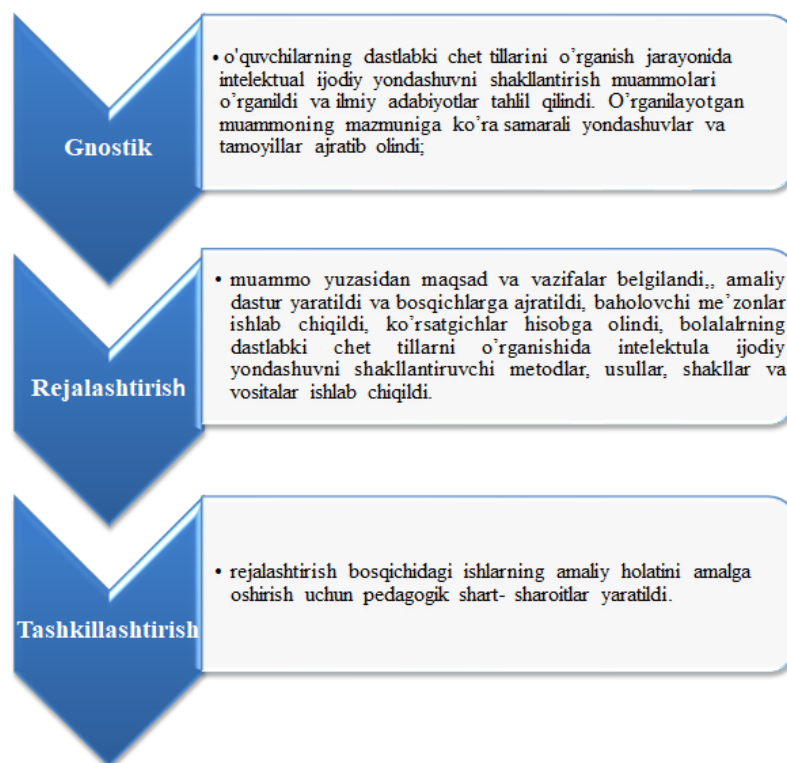 Gnostik
• o'quvchilarning dastlabki chet tillarini o’rganish jarayonida
intelektual ijodiy yondashuvni shakllantirish muammolari
o’rganildi va ilmiy adabiyotlar tahlil qilindi. O’rganilayotgan
muammoning mazmuniga ko’ra samarali yondashuvlar va
tamoyillar ajratib olindi;
Rejalashtirish
• muammo yuzasidan maqsad va vazifalar belgilandi,, amaliy
dastur yaratildi va bosqichlarga ajratildi, baholovchi me’zonlar
ishlab chiqildi, ko’rsatgichlar hisobga olindi, bolalalrning
dastlabki chet tillarni o’rganishida intelektula ijodiy
yondashuvni shakllantiruvchi metodlar, usullar, shakllar va
vositalar ishlab chiqildi.
Tashkillashtirish
• rejalashtirish bosqichidagi ishlarning amaliy holatini amalga
oshirish uchun pedagogik shart- sharoitlar yaratildi.